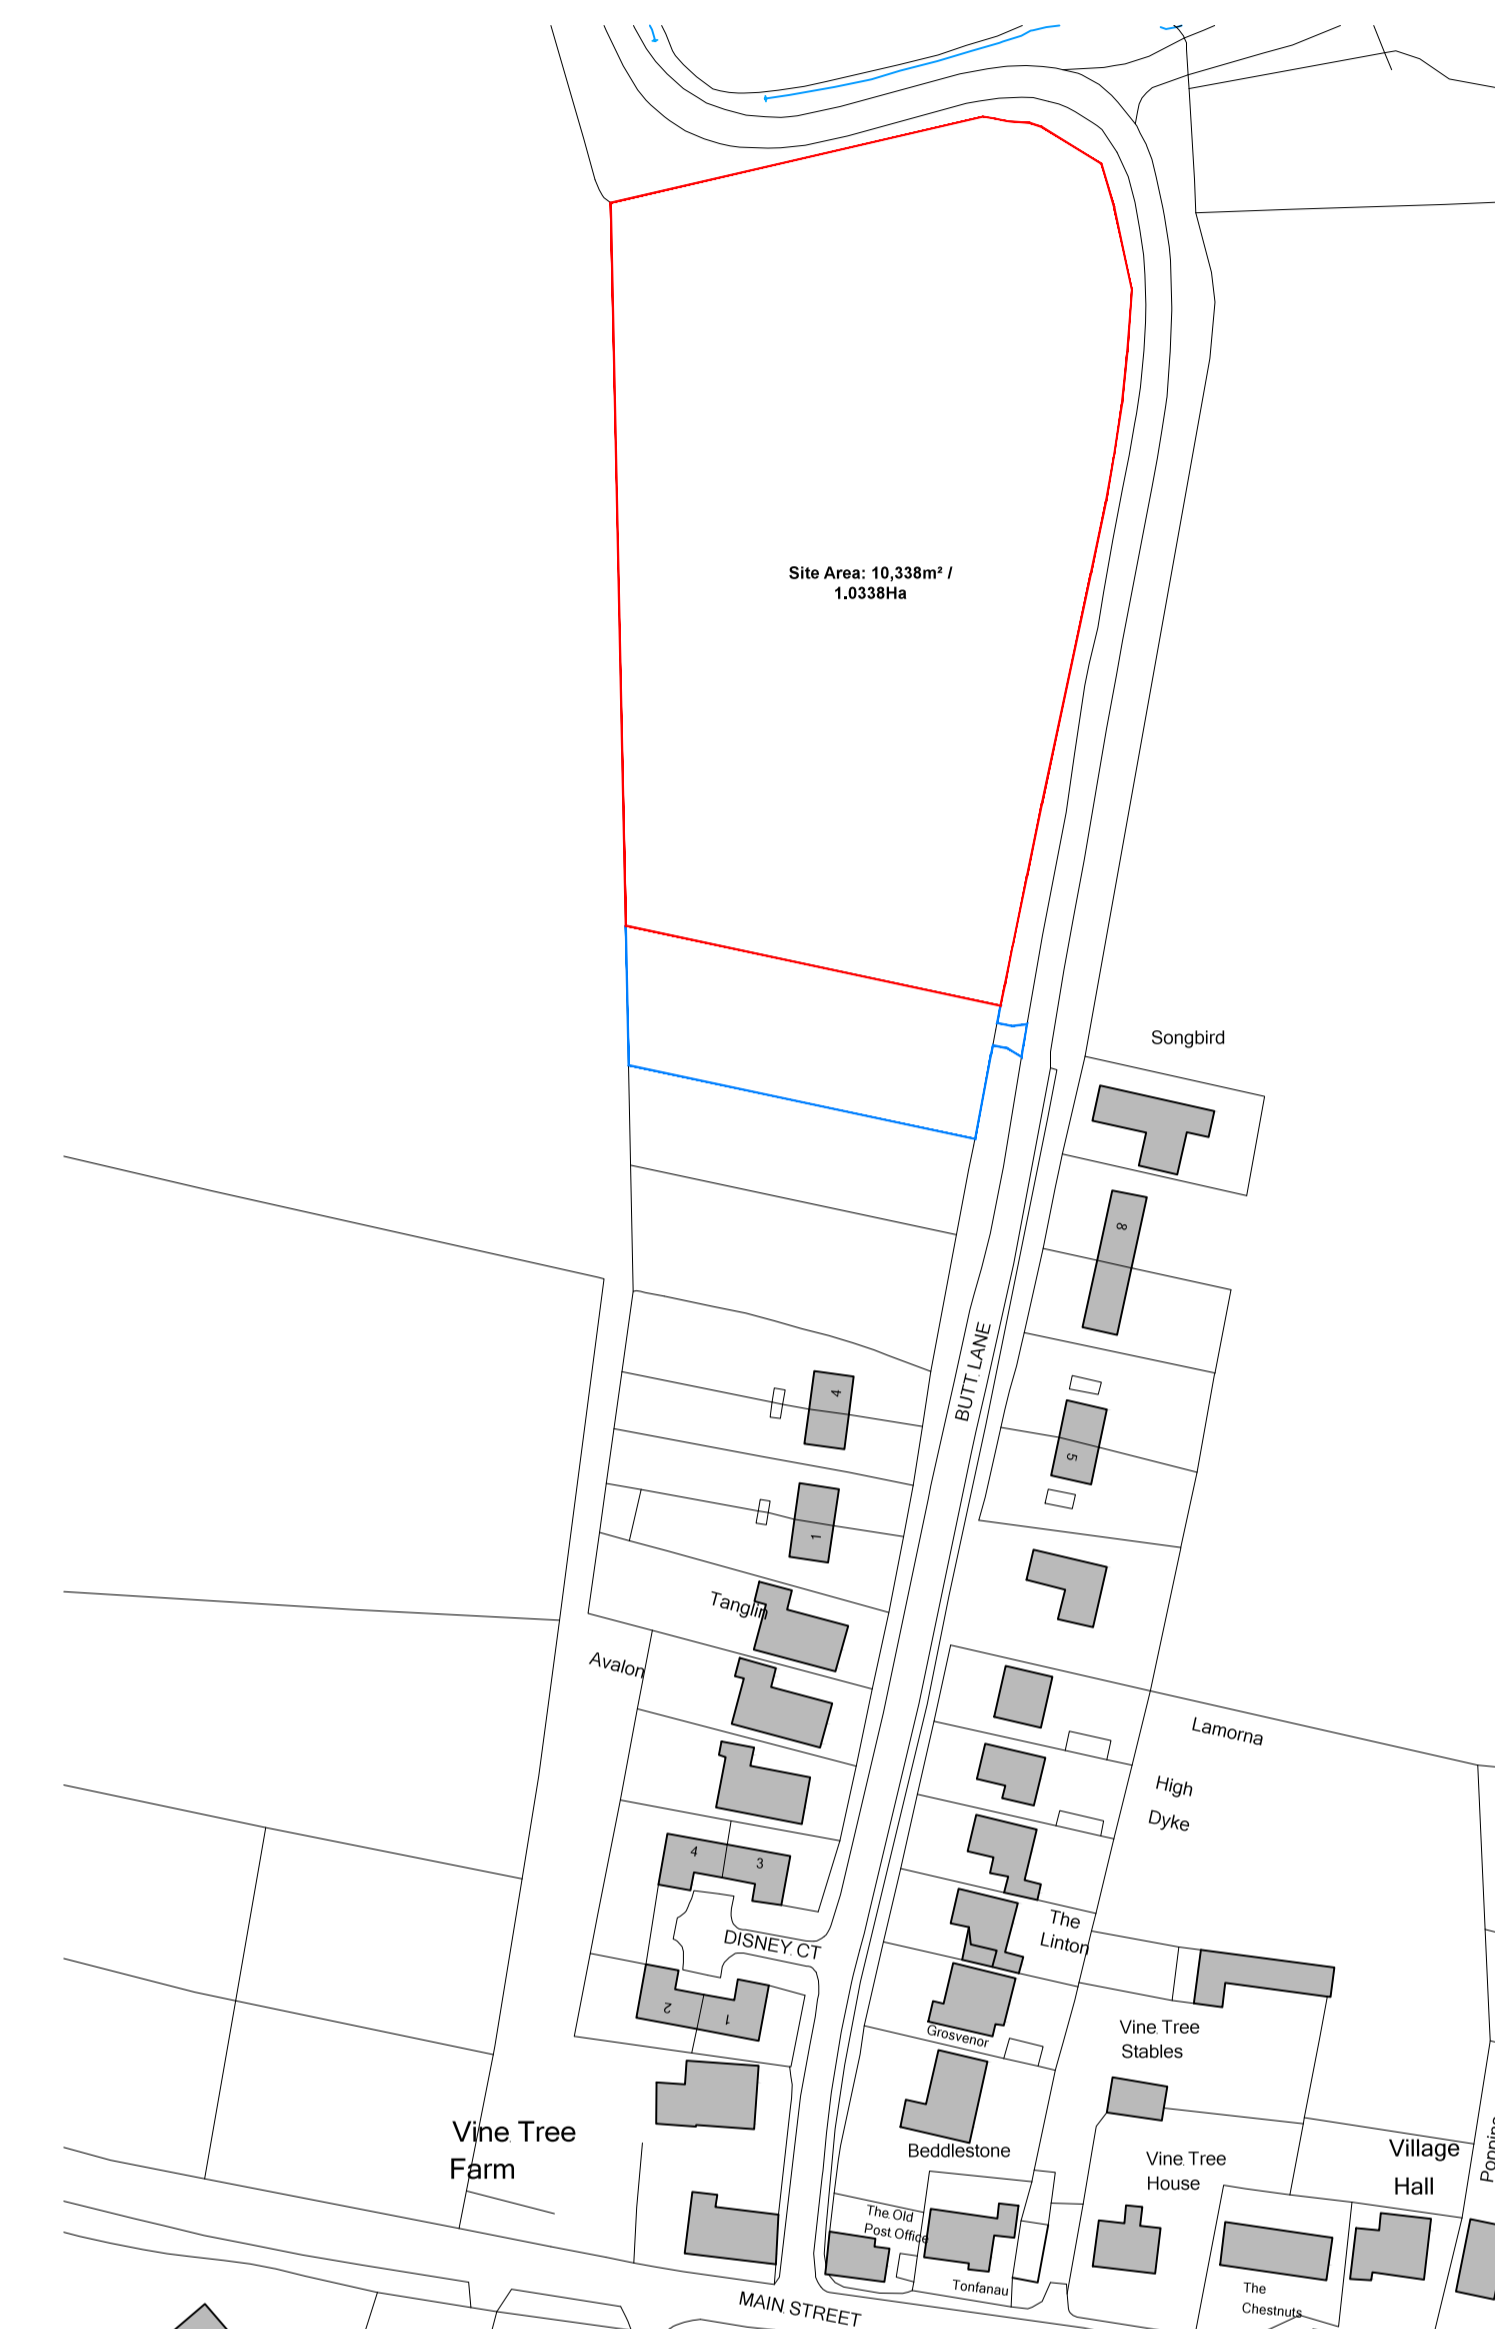 Site Area: 10,338m² /
1.0338Ha
Songbird
8
BUTT LANE
4
5
1
Tanglin
Avalon
Lamorna
High
Dyke
4
3
The
Linton
DISNEY CT
2
1
Grosvenor
Vine Tree
Stables
Vine Tree
Farm
Beddlestone
Vine Tree
House
Village
Hall
Poppins
The Old
Post Office
Tonfanau
The
Chestnuts
MAIN STREET